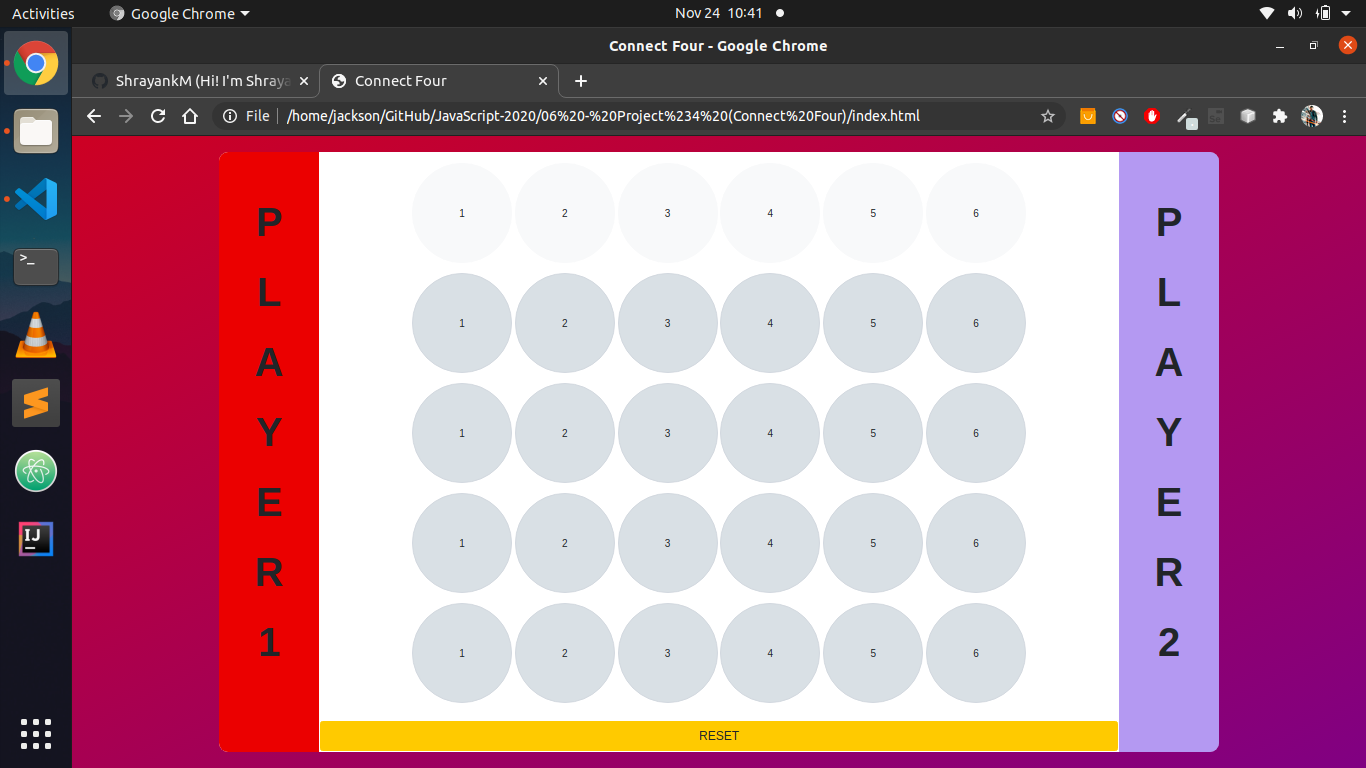 Activities Google Chrome Nov 24 10:41
Connect Four - Google Chrome
ShrayankM (Hi! I'm Shraya Connect Four
File /home/jackson/GitHub/JavaScript-2020/06%20-%20Project%234%20(Connect%20Four)/index.html
PLAYER1
1 2 3 4 5 6
1 2 3 4 5 6
1 2 3 4 5 6
1 2 3 4 5 6
1 2 3 4 5 6
RESET
PLAYER2
>_
IJ